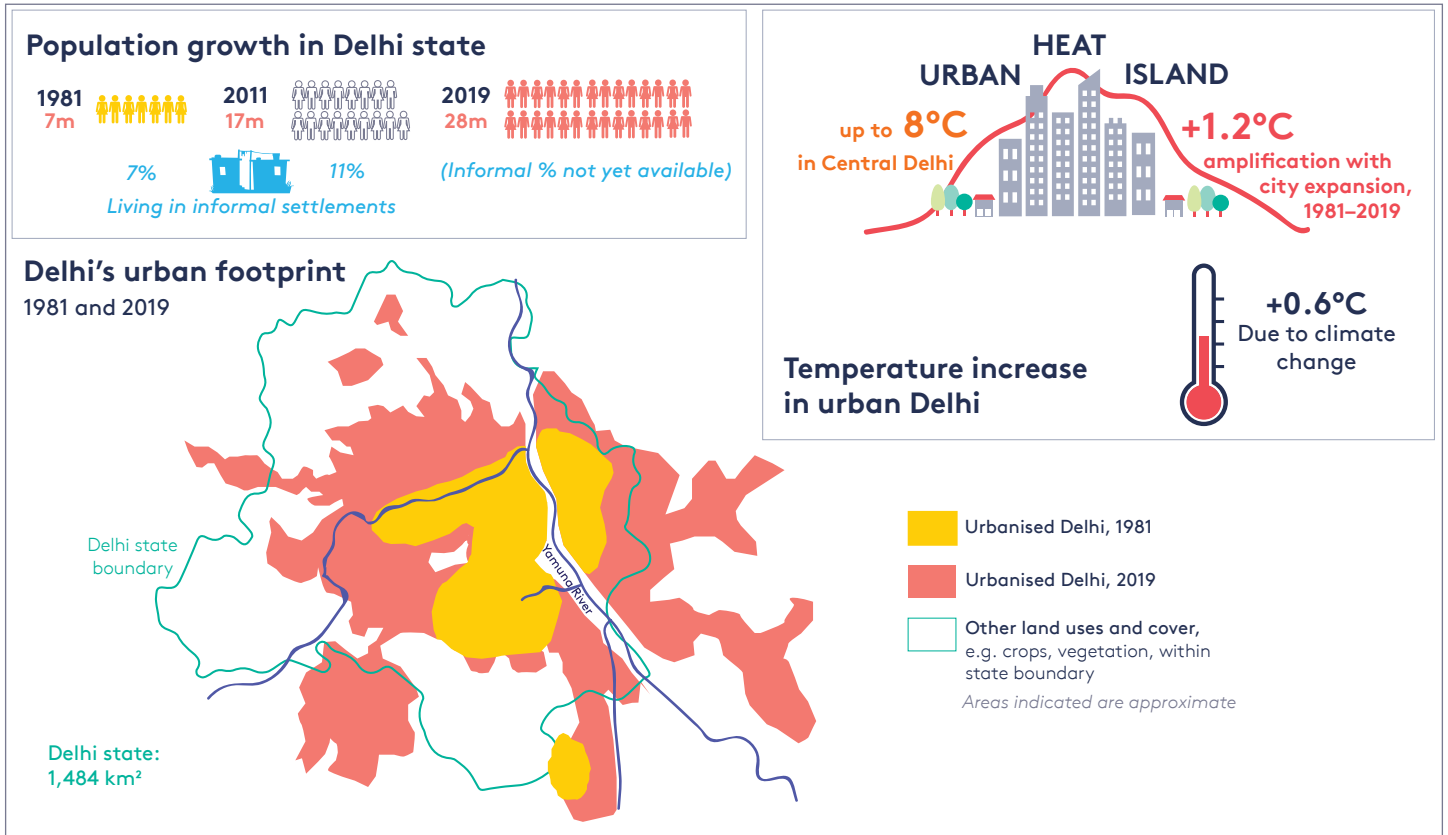 Population growth in Delhi state
1981
7m
2011
17m
2019
28m
7%
11%
(Informal % not yet available)
Living in informal settlements
HEAT
URBAN
ISLAND
up to 8°C
in Central Delhi
+1.2°C
amplification with
city expansion,
1981–2019
+0.6°C
Due to climate
change
Temperature increase
in urban Delhi
Delhi's urban footprint
1981 and 2019
Delhi state
boundary
Yamuna River
Delhi state:
1,484 km²
Urbanised Delhi, 1981
Urbanised Delhi, 2019
Other land uses and cover,
e.g. crops, vegetation, within
state boundary
Areas indicated are approximate